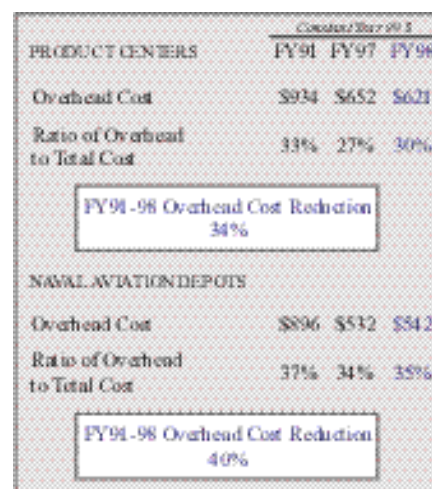 Constant Year 99 $
PRODUCT CENTERS FY91 FY97 FY98
Overhead Cost $934 $652 $621
Ratio of Overhead
to Total Cost 33% 27% 30%
FY91-98 Overhead Cost Reduction
34%
NAVAL AVIATION DEPOTS
Overhead Cost $896 $532 $542
Ratio of Overhead
to Total Cost 37% 34% 35%
FY91-98 Overhead Cost Reduction
40%